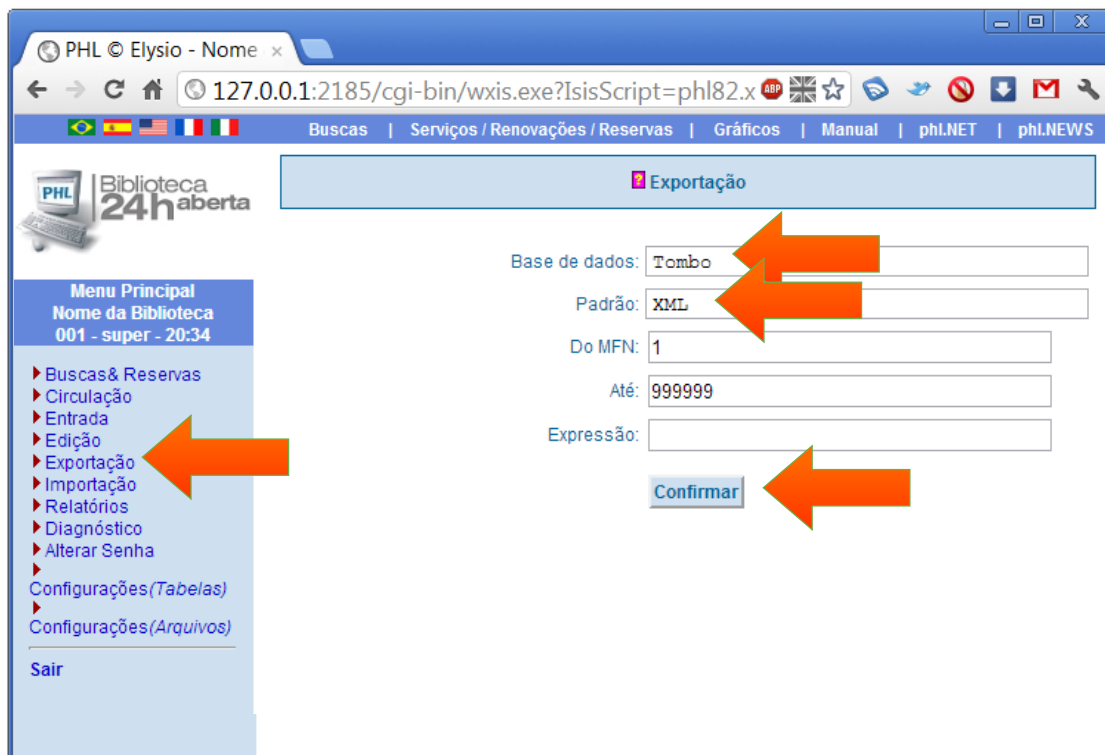 PHL © Elysio - Nome
127.0.0.1:2185/cgi-bin/wxis.exe?IsisScript=phl82.x
ABP
Buscas | Serviços / Renovações / Reservas | Gráficos | Manual | phl.NET | phl.NEWS
PHL Biblioteca
24h aberta
? Exportação
Base de dados: Tombo
Padrão: XML
Do MFN: 1
Até: 999999
Expressão:
Confirmar
Menu Principal
Nome da Biblioteca
001 - super - 20:34
Buscas& Reservas
Circulação
Entrada
Edição
Exportação
Importação
Relatórios
Diagnóstico
Alterar Senha
Configurações(Tabelas)
Configurações(Arquivos)
Sair